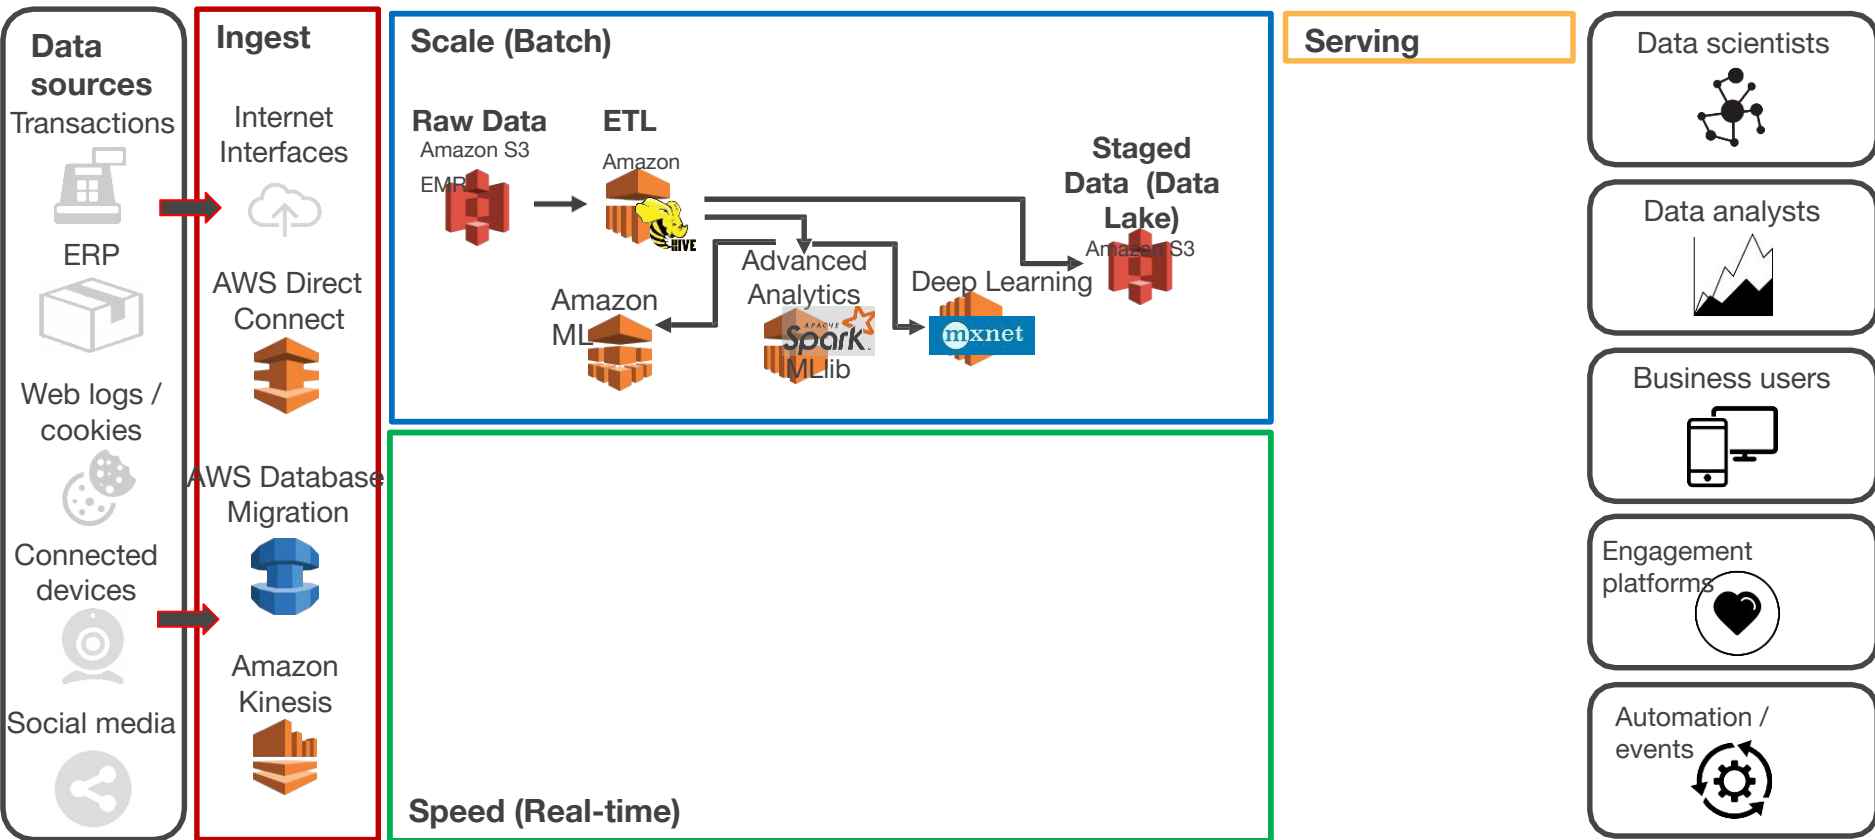 Data
sources
Transactions
ERP
Web logs /
cookies
Connected
devices
Social media
Ingest
Internet
Interfaces
AWS Direct
Connect
AWS Database
Migration
Amazon
Kinesis
Scale (Batch)
Raw Data
Amazon S3
EMR
ETL
Amazon
HIVE
Staged
Data (Data
Lake)
Amazon S3
Amazon
ML
Advanced
Analytics
APACHE
Spark
MLlib
Deep Learning
mxnet
Speed (Real-time)
Serving
Data scientists
Data analysts
Business users
Engagement
platforms
Automation /
events